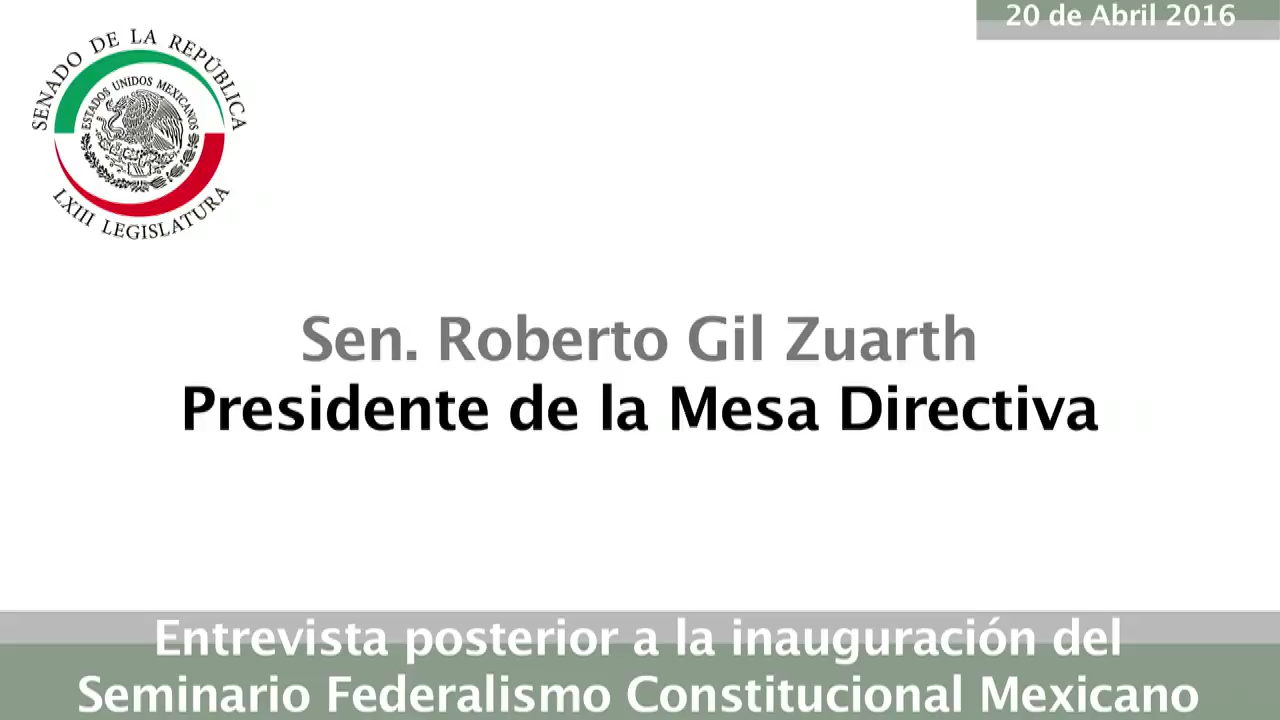 20 de Abril 2016
SENADO DE LA REPÚBLICA
ESTADOS UNIDOS MEXICANOS
LXIII LEGISLATURA
Sen. Roberto Gil Zuarth
Presidente de la Mesa Directiva
Entrevista posterior a la inauguración del
Seminario Federalismo Constitucional Mexicano